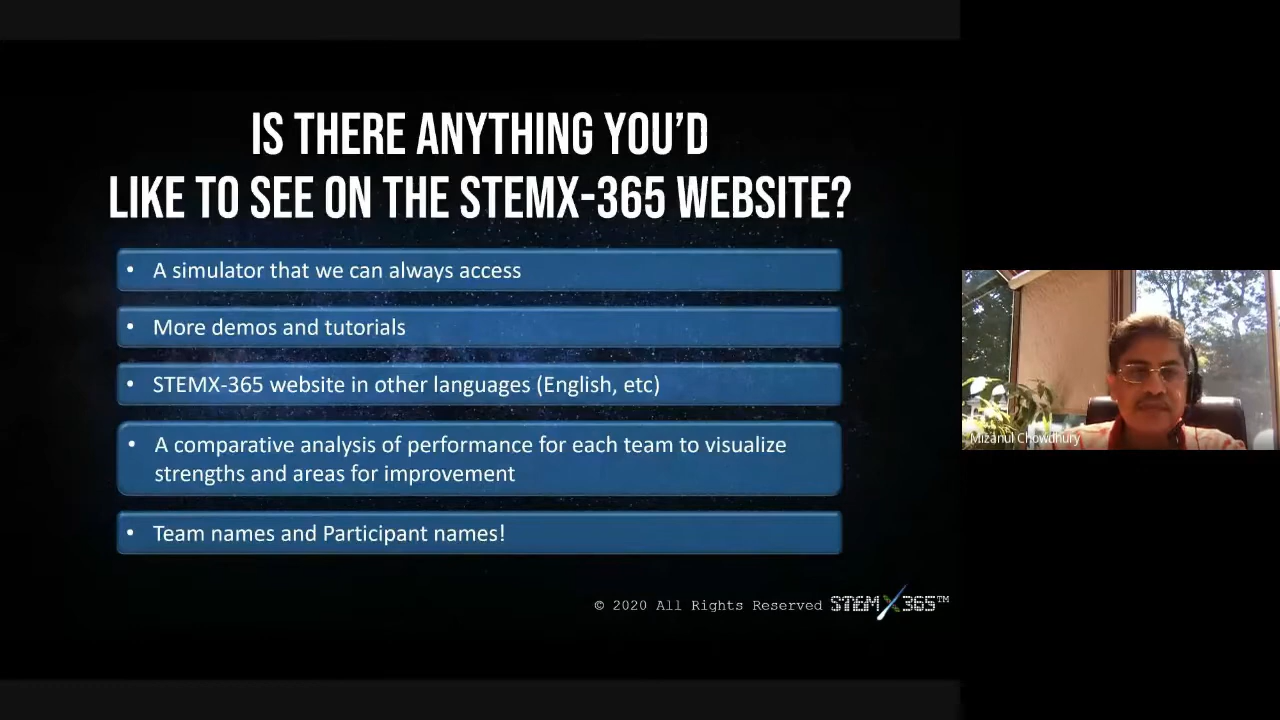 IS THERE ANYTHING YOU’D
LIKE TO SEE ON THE STEMX-365 WEBSITE?
• A simulator that we can always access
• More demos and tutorials
• STEMX-365 website in other languages (English, etc)
• A comparative analysis of performance for each team to visualize
strengths and areas for improvement
• Team names and Participant names!
© 2020 All Rights Reserved STEMX365™
Mizanul Chowdhury